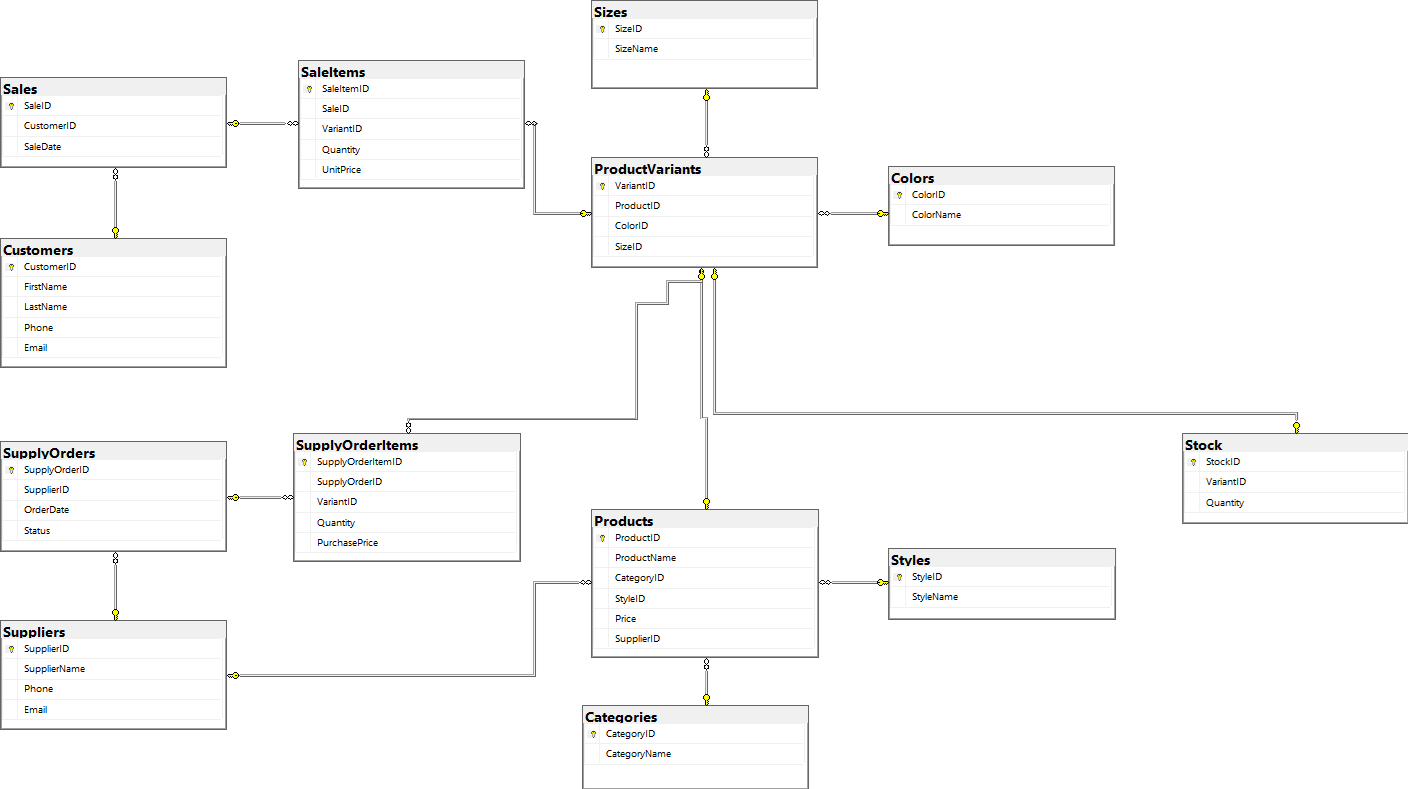 Sizes
SizeID
SizeName
SaleItems
SaleItemID
SaleID
VariantID
Quantity
UnitPrice
Sales
SaleID
CustomerID
SaleDate
ProductVariants
VariantID
ProductID
ColorID
SizeID
Colors
ColorID
ColorName
Customers
CustomerID
FirstName
LastName
Phone
Email
SupplyOrders
SupplyOrderID
SupplierID
OrderDate
Status
SupplyOrderItems
SupplyOrderItemID
SupplyOrderID
VariantID
Quantity
PurchasePrice
Stock
StockID
VariantID
Quantity
Products
ProductID
ProductName
CategoryID
StyleID
Price
SupplierID
Styles
StyleID
StyleName
Suppliers
SupplierID
SupplierName
Phone
Email
Categories
CategoryID
CategoryName